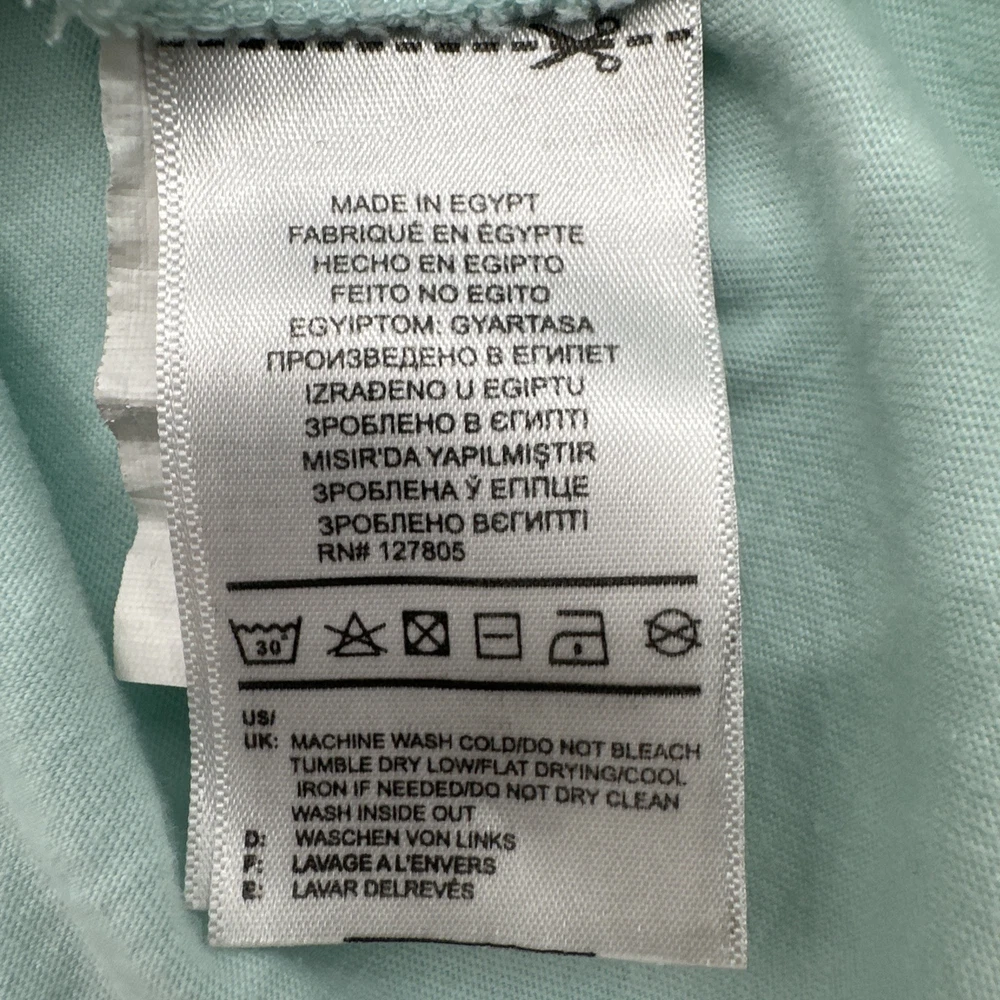 MADE IN EGYPT
FABRIQUÉ EN ÉGYPTE
HECHO EN EGIPTO
FEITO NO EGITO
EGYIPTOM: GYARTASA
ПРОИЗВЕДЕНО В ЕГИПЕТ
IZRAĐENO U EGIPTU
ЗРОБЛЕНО В ЄГИПТІ
MISIR'DA YAPILMIŞTIR
ЗРОБЛЕНА Ў ЕГІПЦЕ
ЗРОБЛЕНО ВЄГИПТІ
RN# 127805
30°
US/
UK: MACHINE WASH COLD/DO NOT BLEACH
TUMBLE DRY LOW/FLAT DRYING/COOL
IRON IF NEEDED/DO NOT DRY CLEAN
WASH INSIDE OUT
D: WASCHEN VON LINKS
F: LAVAGE A L'ENVERS
E: LAVAR DELREVÉS